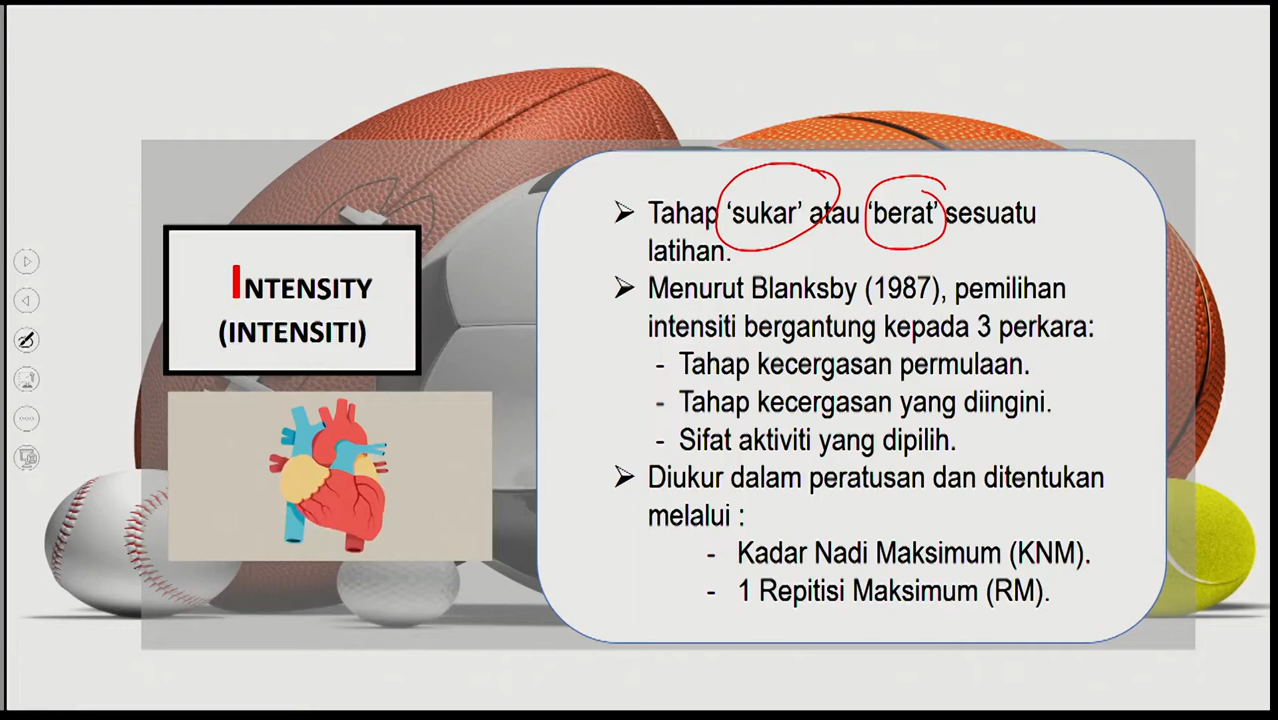 INTENSITY
(INTENSITI)
➢ Tahap ‘sukar’ atau ‘berat’ sesuatu
latihan.
➢ Menurut Blanksby (1987), pemilihan
intensiti bergantung kepada 3 perkara:
- Tahap kecergasan permulaan.
- Tahap kecergasan yang diingini.
- Sifat aktiviti yang dipilih.
➢ Diukur dalam peratusan dan ditentukan
melalui :
- Kadar Nadi Maksimum (KNM).
- 1 Repitisi Maksimum (RM).